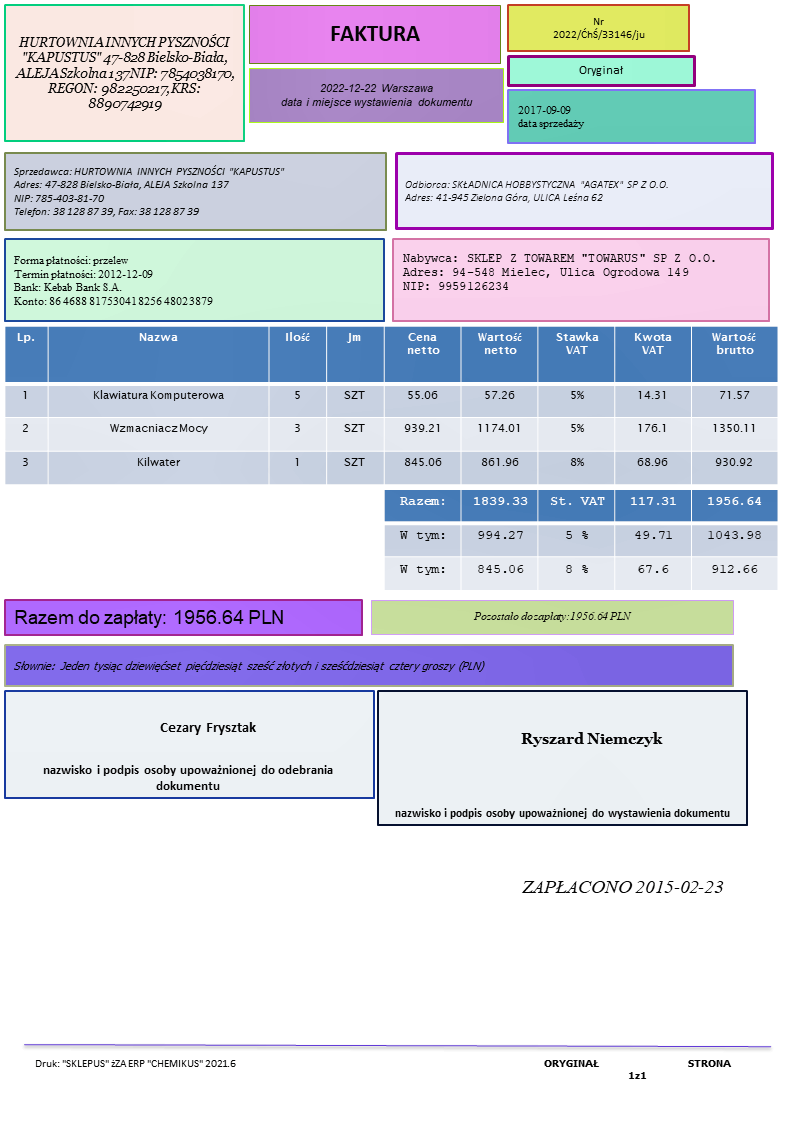 HURTOWNIA INNYCH PYSZNOŚCI
"KAPUSTUS" 47-828 Bielsko-Biała,
ALEJA Szkolna 137 NIP: 7854038170,
REGON: 982250217, KRS:
8890742919
FAKTURA
2022-12-22 Warszawa
data i miejsce wystawienia dokumentu
Nr
2022/ĆhŚ/33146/ju
Oryginał
2017-09-09
data sprzedaży
Sprzedawca: HURTOWNIA INNYCH PYSZNOŚCI "KAPUSTUS"
Adres: 47-828 Bielsko-Biała, ALEJA Szkolna 137
NIP: 785-403-81-70
Telefon: 38 128 87 39, Fax: 38 128 87 39
Odbiorca: SKŁADNICA HOBBYSTYCZNA "AGATEX" SP Z O.O.
Adres: 41-945 Zielona Góra, ULICA Leśna 62
Forma płatności: przelew
Termin płatności: 2012-12-09
Bank: Kebab Bank S.A.
Konto: 86 4688 8175 3041 8256 4802 3879
Nabywca: SKLEP Z TOWAREM "TOWARUS" SP Z O.O.
Adres: 94-548 Mielec, Ulica Ogrodowa 149
NIP: 9959126234
Lp. Nazwa Ilość Jm Cena netto Wartość netto Stawka VAT Kwota VAT Wartość brutto
1 Klawiatura Komputerowa 5 SZT 55.06 57.26 5% 14.31 71.57
2 Wzmacniacz Mocy 3 SZT 939.21 1174.01 5% 176.1 1350.11
3 Kilwater 1 SZT 845.06 861.96 8% 68.96 930.92
Razem: 1839.33 St. VAT 117.31 1956.64
W tym: 994.27 5 % 49.71 1043.98
W tym: 845.06 8 % 67.6 912.66
Razem do zapłaty: 1956.64 PLN
Pozostało do zapłaty: 1956.64 PLN
Słownie: Jeden tysiąc dziewięćset pięćdziesiąt sześć złotych i sześćdziesiąt cztery groszy (PLN)
Cezary Frysztak
nazwisko i podpis osoby upoważnionej do odebrania
dokumentu
Ryszard Niemczyk
nazwisko i podpis osoby upoważnionej do wystawienia dokumentu
ZAPŁACONO 2015-02-23
Druk: "SKLEPUS" żZA ERP "CHEMIKUS" 2021.6
ORYGINAŁ STRONA
1z1